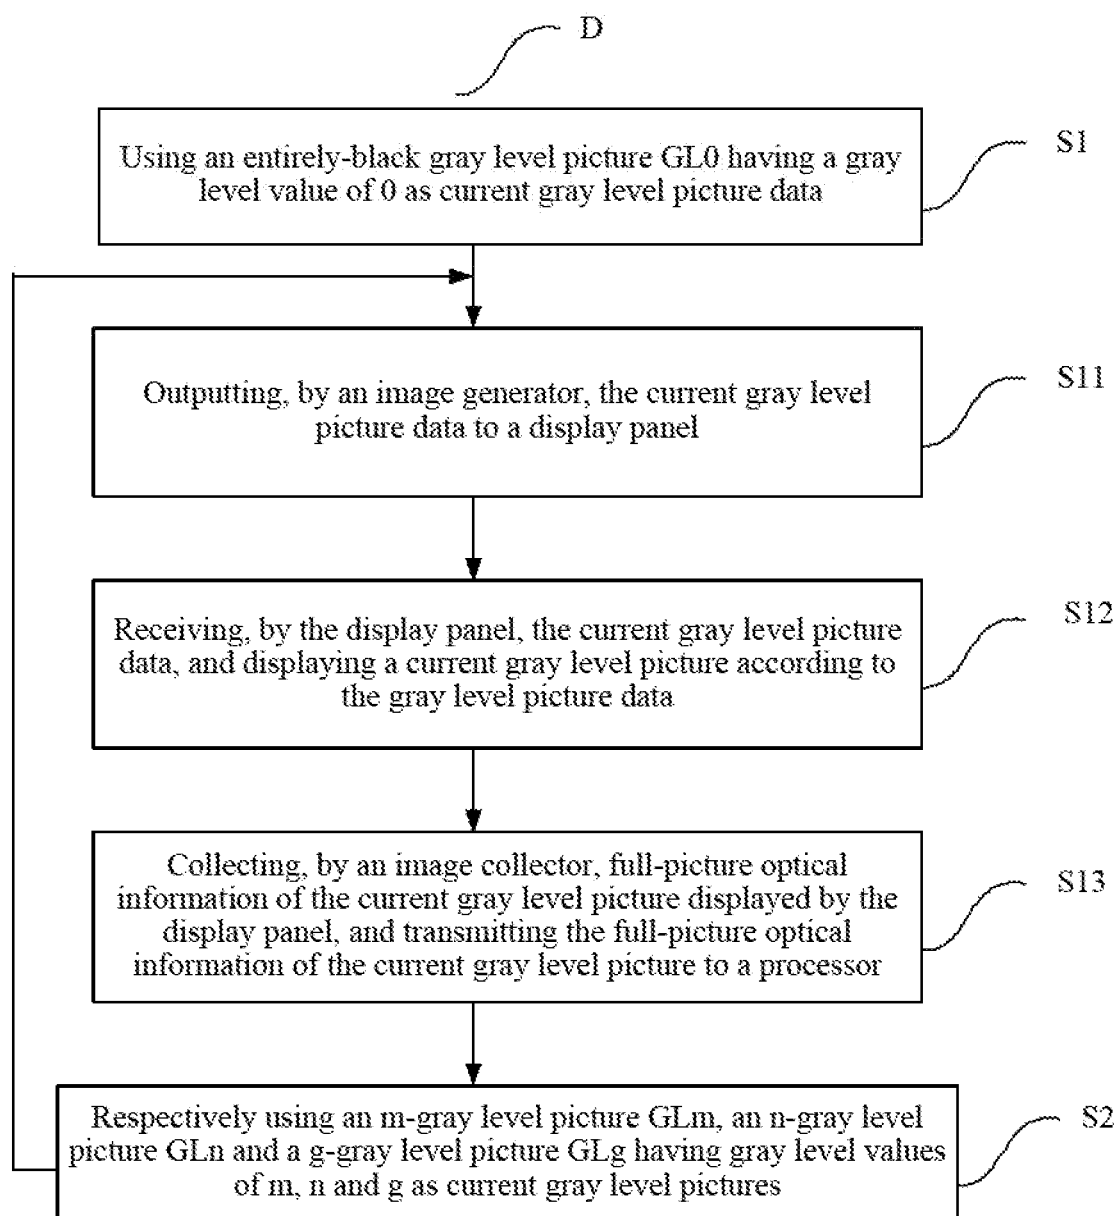 D
Using an entirely-black gray level picture GL0 having a gray
level value of 0 as current gray level picture data
S1
Outputting, by an image generator, the current gray level
picture data to a display panel
S11
Receiving, by the display panel, the current gray level picture
data, and displaying a current gray level picture according to
the gray level picture data
S12
Collecting, by an image collector, full-picture optical
information of the current gray level picture displayed by the
display panel, and transmitting the full-picture optical
information of the current gray level picture to a processor
S13
Respectively using an m-gray level picture GLm, an n-gray level
picture GLn and a g-gray level picture GLg having gray level values
of m, n and g as current gray level pictures
S2